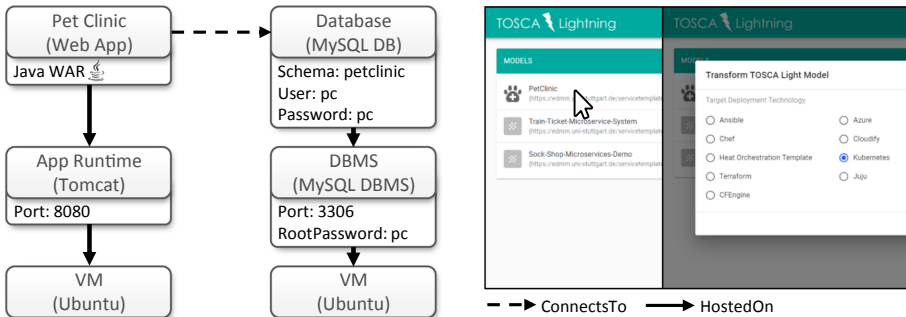 Pet Clinic
(Web App)
Java WAR
App Runtime
(Tomcat)
Port: 8080
VM
(Ubuntu)
Database
(MySQL DB)
Schema: petclinic
User: pc
Password: pc
DBMS
(MySQL DBMS)
Port: 3306
RootPassword: pc
VM
(Ubuntu)
TOSCA Lightning
MODELS
PetClinic
(https://edmm.uni-stuttgart.de/servicetemplate
Train-Ticket-Microservice-System
(https://edmm.uni-stuttgart.de/servicetemplate
Sock-Shop-Microservices-Demo
(https://edmm.uni-stuttgart.de/servicetemplate
TOSCA Lightning
Transform TOSCA Light Model
Target Deployment Technology
Ansible
Azure
Chef
Cloudify
Heat Orchestration Template
Kubernetes
Terraform
Juju
CFEngine
ConnectsTo
HostedOn